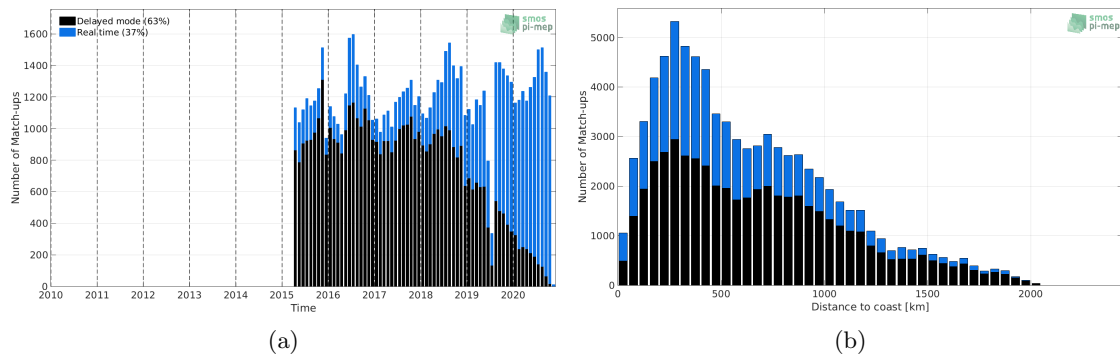 smos
pi-mep
Delayed mode (63%)
Real time (37%)
Number of Match-ups
1600
1400
1200
1000
800
600
400
200
0
2010 2011 2012 2013 2014 2015 2016 2017 2018 2019 2020
Time
(a)
smos
pi-mep
Number of Match-ups
5000
4000
3000
2000
1000
0
0 500 1000 1500 2000
Distance to coast [km]
(b)